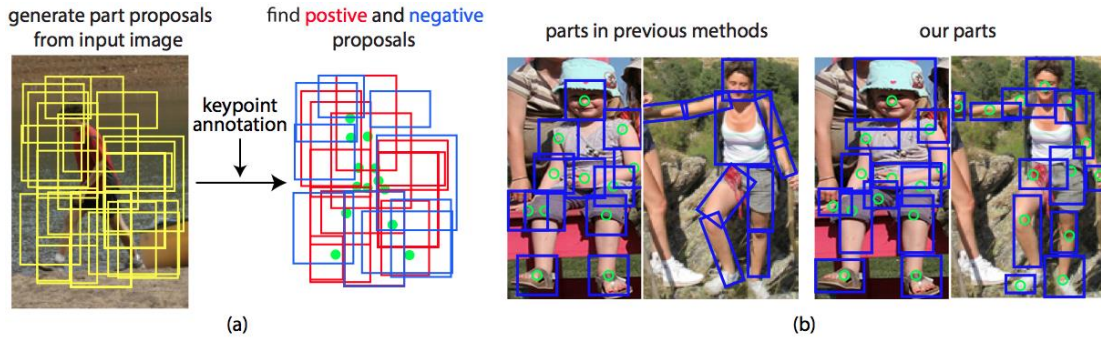 generate part proposals
from input image
find postive and negative
proposals
keypoint
annotation
(a)
parts in previous methods
our parts
(b)